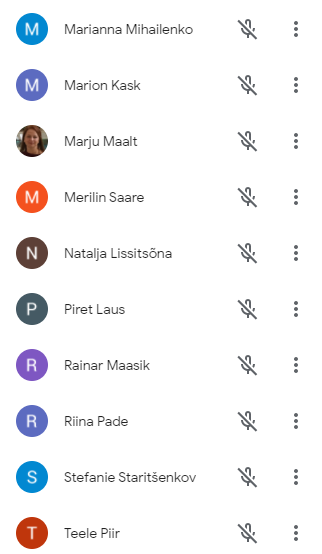 M Marianna Mihailenko
M Marion Kask
Marju Maalt
M Merilin Saare
N Natalja Lissitsõna
P Piret Laus
R Rainar Maasik
R Riina Pade
S Stefanie Staritšenkov
T Teele Piir